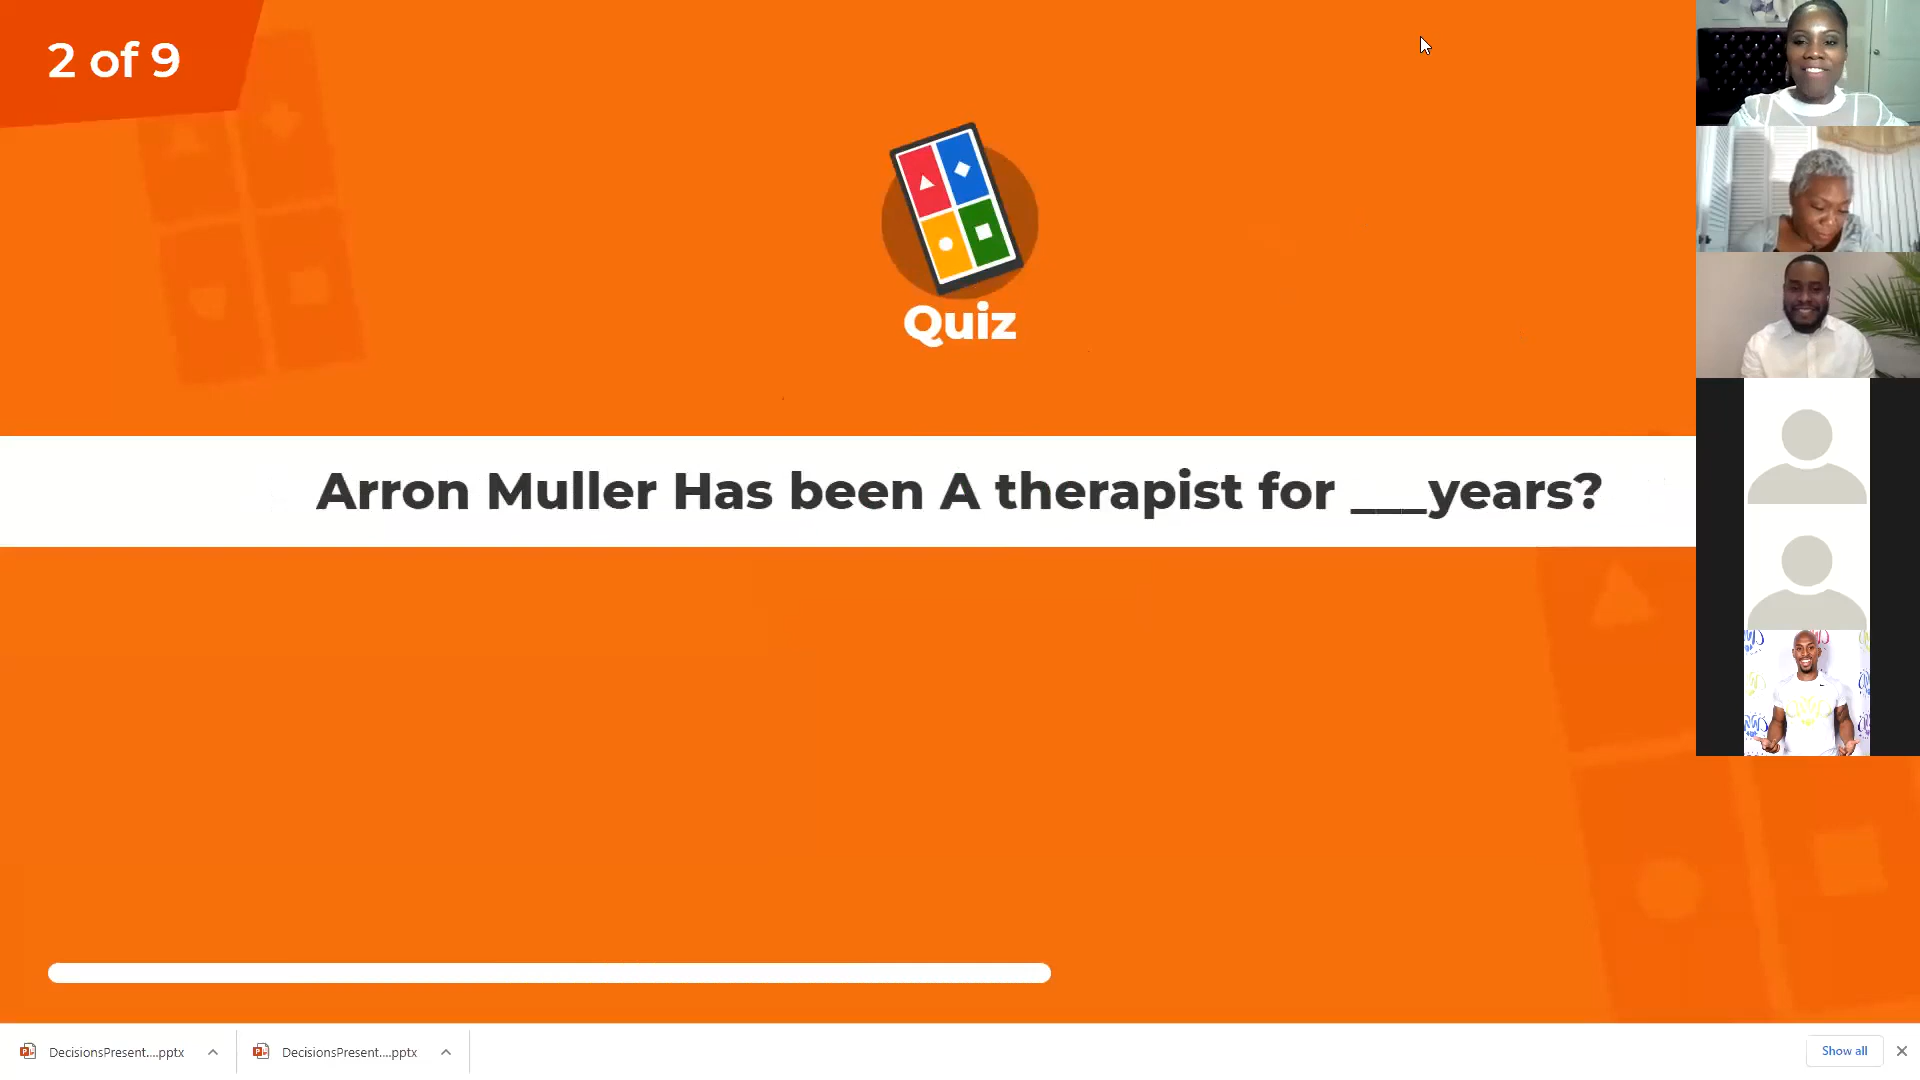 2 of 9
Quiz
Arron Muller Has been A therapist for ___years?
DecisionsPresent....pptx
DecisionsPresent....pptx
Show all